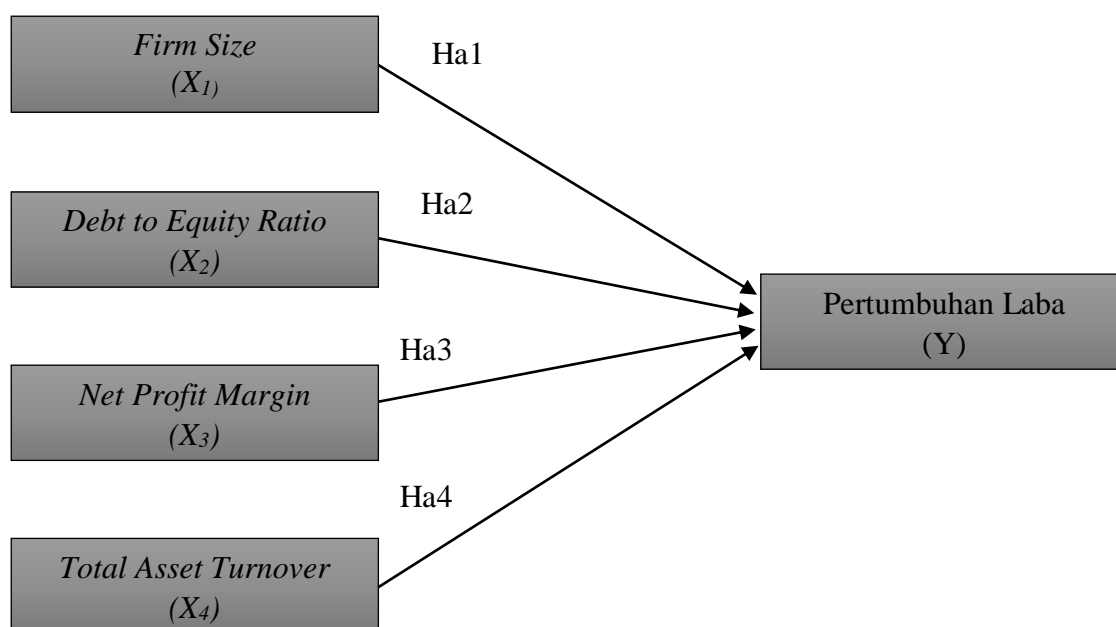 Firm Size
(X1)
Ha1
Debt to Equity Ratio
(X2)
Ha2
Pertumbuhan Laba
(Y)
Ha3
Net Profit Margin
(X3)
Ha4
Total Asset Turnover
(X4)